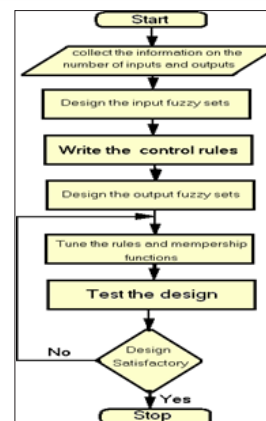 Start
collect the information on the
number of inputs and outputs
Design the input fuzzy sets
Write the control rules
Design the output fuzzy sets
Tune the rules and mempership
functions
Test the design
Design
Satisfactory
No
Yes
Stop